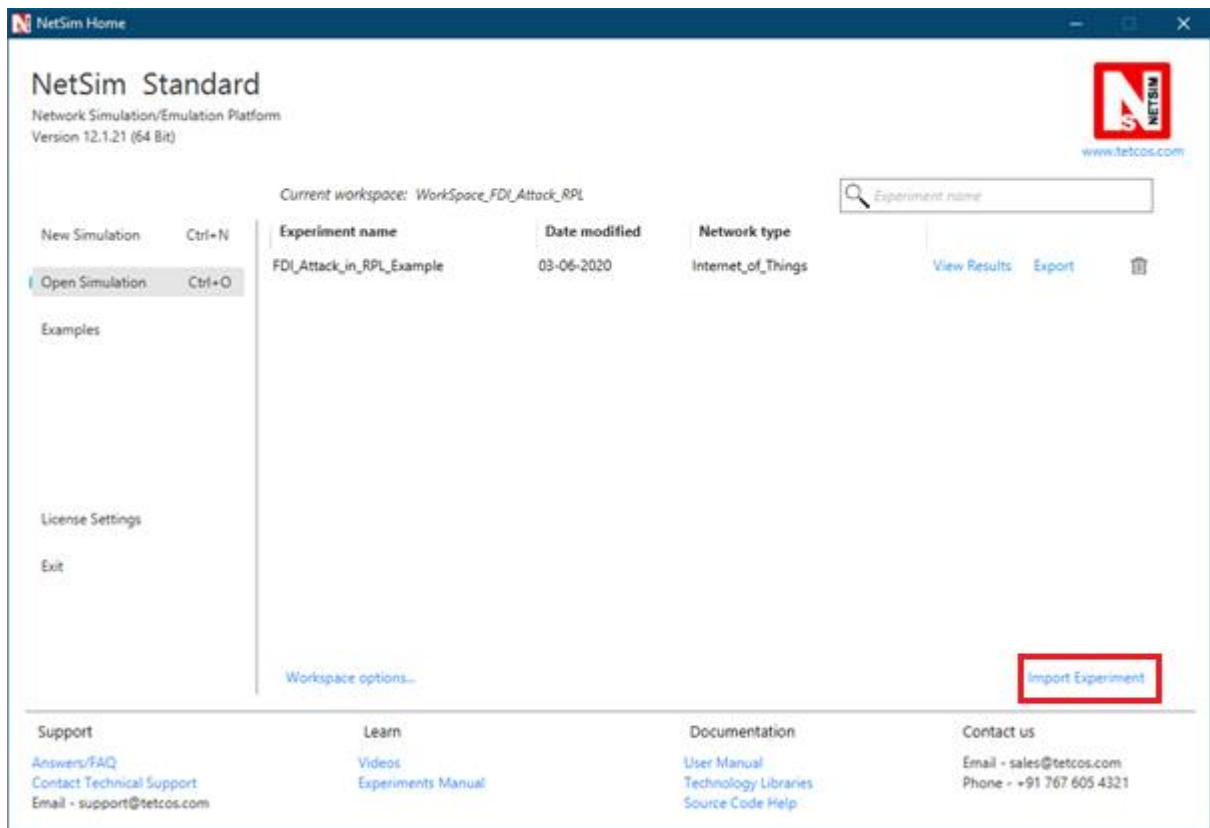 NetSim Home
NetSim Standard
Network Simulation/Emulation Platform
Version 12.1.21 (64 Bit)
NETSIM
www.tetcos.com
Current workspace: WorkSpace_FDI_Attack_RPL
Experiment name
New Simulation Ctrl+N
Experiment name Date modified Network type
FDI_Attack_in_RPL_Example 03-06-2020 Internet_of_Things View Results Export
Open Simulation Ctrl+O
Examples
License Settings
Exit
Workspace options...
Import Experiment
Support
Answers/FAQ
Contact Technical Support
Email - support@tetcos.com
Learn
Videos
Experiments Manual
Documentation
User Manual
Technology Libraries
Source Code Help
Contact us
Email - sales@tetcos.com
Phone - +91 767 605 4321